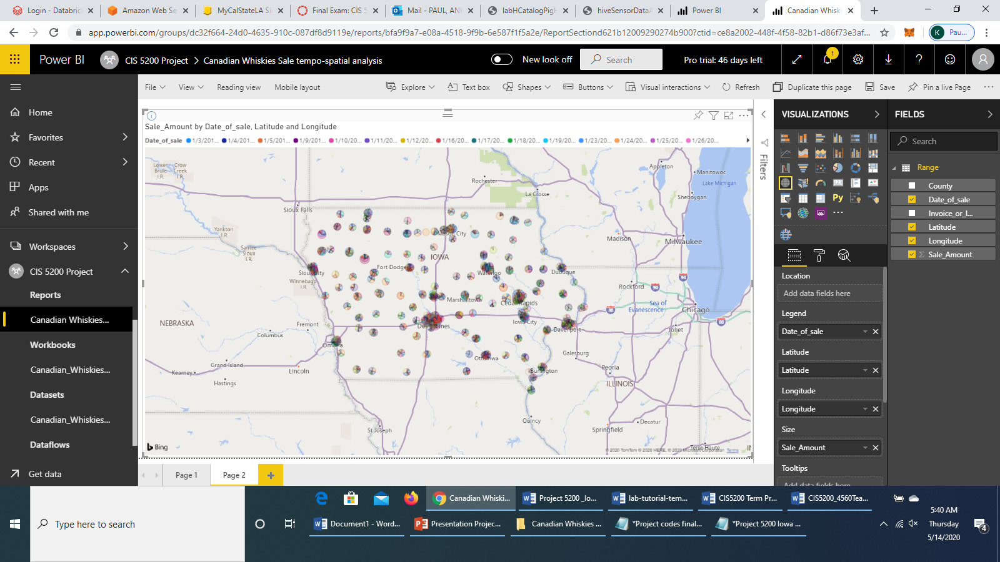 Login - Databric
Amazon Web Se
MyCalStateLA Si
Final Exam: CIS 5
Mail - PAUL, AN
labHCatalogPigH
hiveSensorData
Power BI
Canadian Whiski
app.powerbi.com/groups/dc32f664-24d0-4635-910c-087df8d9119e/reports/bfa9f9a7-e08a-4518-9f9b-6e587f1f5a2e/ReportSectiond621b12009290274b900?ctid=ce8a2002-448f-4f58-82b1-d86f73e3af...
K Pau...
Power BI
CIS 5200 Project > Canadian Whiskies Sale tempo-spatial analysis
New look off
Search
Pro trial: 46 days left
1
File View Reading view Mobile layout
Explore Text box Shapes Buttons Visual interactions Refresh Duplicate this page Save Pin a live Page ...
Home
Favorites
Recent
Apps
Shared with me
Workspaces
CIS 5200 Project
Reports
Canadian Whiskies...
Workbooks
Canadian_Whiskies...
Datasets
Canadian_Whiskies...
Dataflows
Get data
Sale_Amount by Date_of_sale, Latitude and Longitude
Date_of_sale 1/3/201... 1/4/201... 1/5/201... 1/9/201... 1/10/20... 1/11/20... 1/12/20... 1/16/20... 1/17/20... 1/18/20... 1/19/20... 1/23/20... 1/24/20... 1/25/20... 1/26/20...
Lower Brule
Crow Creek I.R.
Appleton
Manitowoc
Rochester
Lake Michigan
La Crosse
Sheboygan
Sioux Falls
Yankton I.R.
Mason City
Madison
Milwaukee
Santee Sioux I.R.
IOWA
Sioux City
Fort Dodge
Waterloo
Dubuque
Winnebago I.R.
Rockford
94
90
Marshalltown
Cedar Rapids
Sea of Evanescence
88
Chicago
NEBRASKA
Fremont
Des Moines
Iowa City
Davenport
80
Joliet
Columbus
Omaha
Galesburg
Ottumwa
Grand Island
Lincoln
Kearney
Burlington
Peoria
Hastings
ILLINOIS
Quincy
Decatur
St Joseph
Springfield
Terre Haute
IN
Bing
© 2020 TomTom © 2020 HERE, © 2020 Microsoft Corporation Terms
Page 1
Page 2
+
Filters
VISUALIZATIONS
Py
...
Location
Add data fields here
Legend
Date_of_sale
Latitude
Latitude
Longitude
Longitude
Size
Sale_Amount
Tooltips
Add data fields here
FIELDS
Search
Range
County
Date_of_sale
Invoice_or_I...
Latitude
Longitude
Σ Sale_Amount
Canadian Whiski...
Project 5200 _Io...
lab-tutorial-tem...
CIS5200 Term Pr...
CIS5200_4560Tea...
Type here to search
Document1 - Word...
Presentation Projec...
Canadian Whiskies ...
*Project codes final...
*Project 5200 Iowa ...
5:40 AM
Thursday
5/14/2020
4